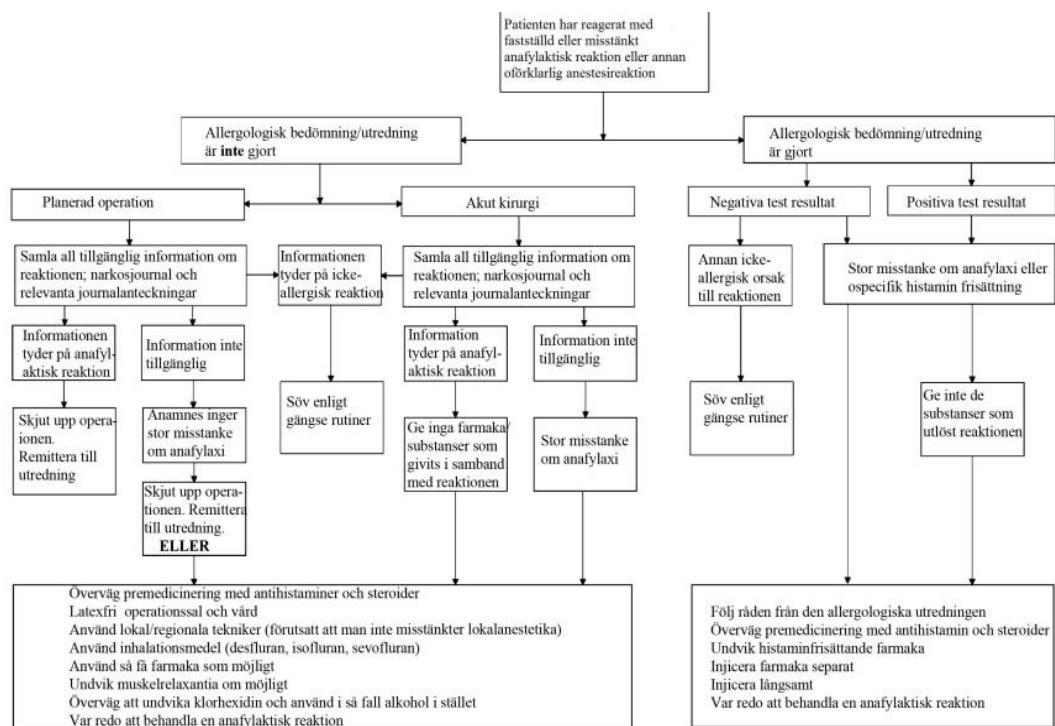 Patienten har reagerat med
fastställd eller misstänkt
anafylaktisk reaktion eller annan
oförklarlig anestesireaktion
Allergologisk bedömning/utredning
är inte gjort
Allergologisk bedömning/utredning
är gjort
Planerad operation
Akut kirurgi
Negativa test resultat
Positiva test resultat
Samla all tillgänglig information om
reaktionen; narkosjournal och
relevanta journalanteckningar
Informationen
tyder på icke-
allergisk reaktion
Samla all tillgänglig information om
reaktionen; narkosjournal och
relevanta journalanteckningar
Annan icke-
allergisk orsak
till reaktionen
Stor misstanke om anafylaxi eller
ospecifik histamin frisättning
Informationen
tyder på anafyl-
aktisk reaktion
Information inte
tillgänglig
Information
tyder på anafyl-
aktisk reaktion
Information inte
tillgänglig
Skjut upp opera-
ionen.
Remittera till
utredning
Anamnes inger
stor misstanke
om anafylaxi
Söv enligt
gängse rutiner
Ge inga farmaka/
substanser som
givits i samband
med reaktionen
Stor misstanke
om anafylaxi
Söv enligt
gängse rutiner
Ge inte de
substanser som
utlöst reaktionen
Skjut upp opera-
tionen. Remittera
till utredning.
ELLER
Överväg premedicinering med antihistaminer och steroider
Latexfri operationssal och vård
Använd lokal/regionala tekniker (förutsatt att man inte misstänkter lokalanestetika)
Använd inhalationsmedel (desfluran, isofluran, sevofluran)
Använd så få farmaka som möjligt
Undvik muskelrelaxantia om möjligt
Överväg att undvika klorhexidin och använd i så fall alkohol i stället
Var redo att behandla en anafylaktisk reaktion
Följ råden från den allergologiska utredningen
Överväg premedicinering med antihistamin och steroider
Undvik histaminfrisättande farmaka
Injicera farmaka separat
Injicera långsamt
Var redo att behandla en anafylaktisk reaktion